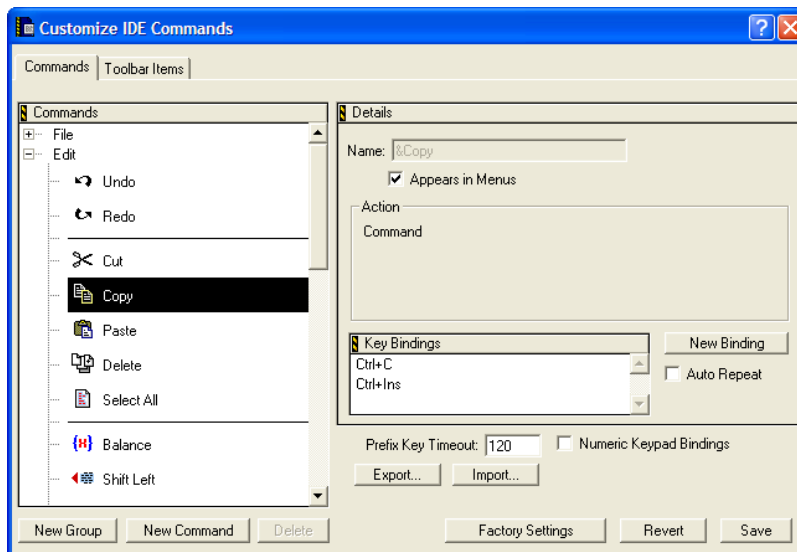 Customize IDE Commands
Commands
Toolbar Items
Commands
File
Edit
Undo
Redo
Cut
Copy
Paste
Delete
Select All
Balance
Shift Left
Details
Name: &Copy
Appears in Menus
Action
Command
Key Bindings
Ctrl+C
Ctrl+Ins
New Binding
Auto Repeat
Prefix Key Timeout: 120
Numeric Keypad Bindings
Export...
Import...
New Group
New Command
Delete
Factory Settings
Revert
Save